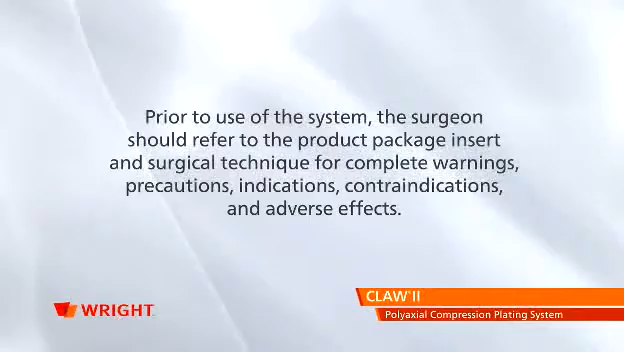 Prior to use of the system, the surgeon
should refer to the product package insert
and surgical technique for complete warnings,
precautions, indications, contraindications,
and adverse effects.
WRIGHT
CLAW II
Polyaxial Compression Plating System